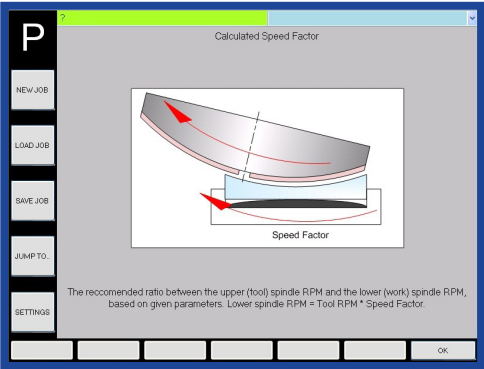 ?
P
Calculated Speed Factor
NEW JOB
LOAD JOB
SAVE JOB
Speed Factor
JUMP TO..
The reccomended ratio between the upper (tool) spindle RPM and the lower (work) spindle RPM,
based on given parameters. Lower spindle RPM = Tool RPM * Speed Factor.
SETTINGS
OK